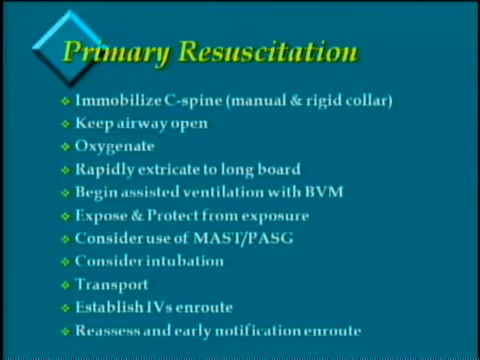 Primary Resuscitation
Immobilize C-spine (manual & rigid collar)
Keep airway open
Oxygenate
Rapidly extricate to long board
Begin assisted ventilation with BVM
Expose & Protect from exposure
Consider use of MAST/PASG
Consider intubation
Transport
Establish IVs enroute
Reassess and early notification enroute